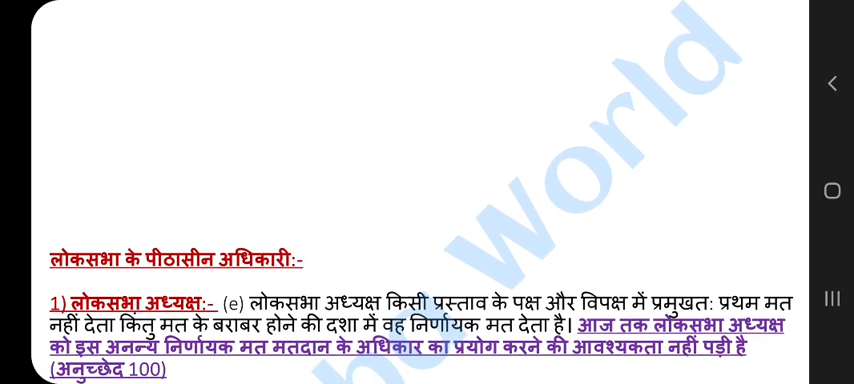 bd world
लोकसभा के पीठासीन अधिकारी:-
1) लोकसभा अध्यक्ष:- (e) लोकसभा अध्यक्ष किसी प्रस्ताव के पक्ष और विपक्ष में प्रमुखत: प्रथम मत
नहीं देता किंतु मत के बराबर होने की दशा में वह निर्णायक मत देता है। आज तक लोकसभा अध्यक्ष
को इस अनन्य निर्णायक मत मतदान के अधिकार का प्रयोग करने की आवश्यकता नहीं पड़ी है
(अनुच्छेद 100)